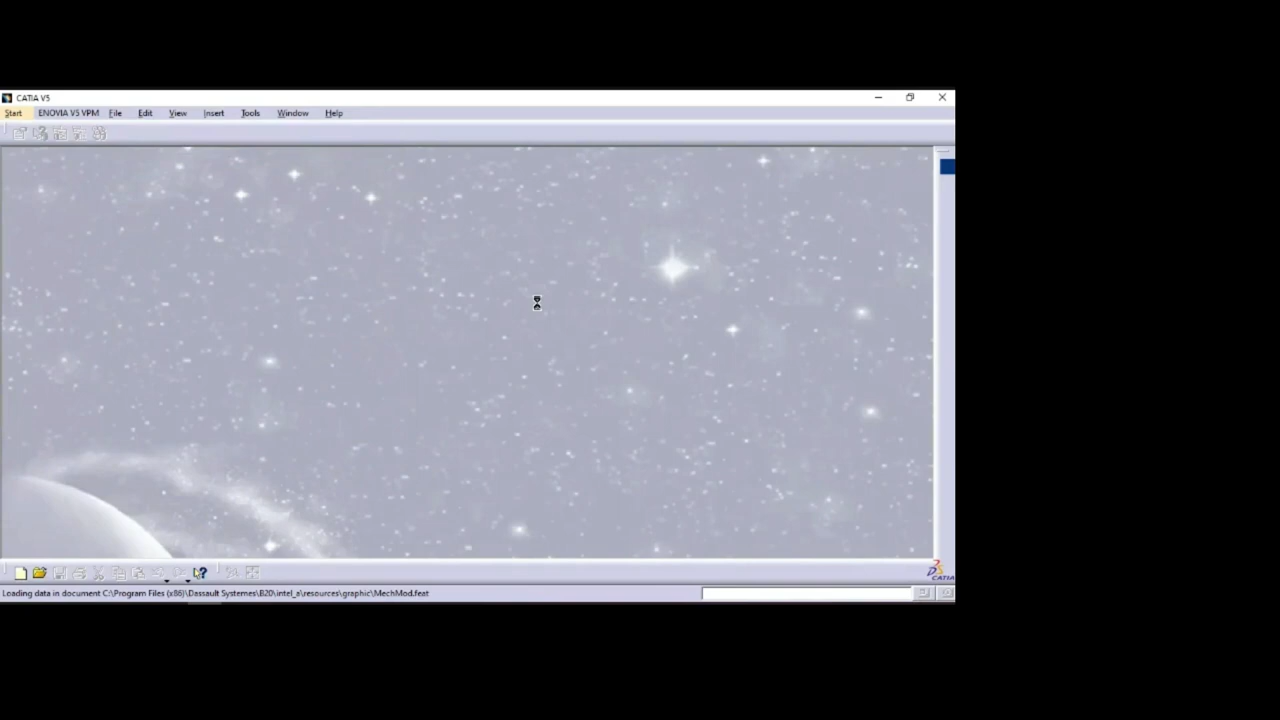 CATIA V5
Start ENOVIA V5 VPM File Edit View Insert Tools Window Help
CATIA
Loading data in document C:\Program Files (x86)\Dassault Systemes\B20\intel_a\resources\graphic\MechMod.feat